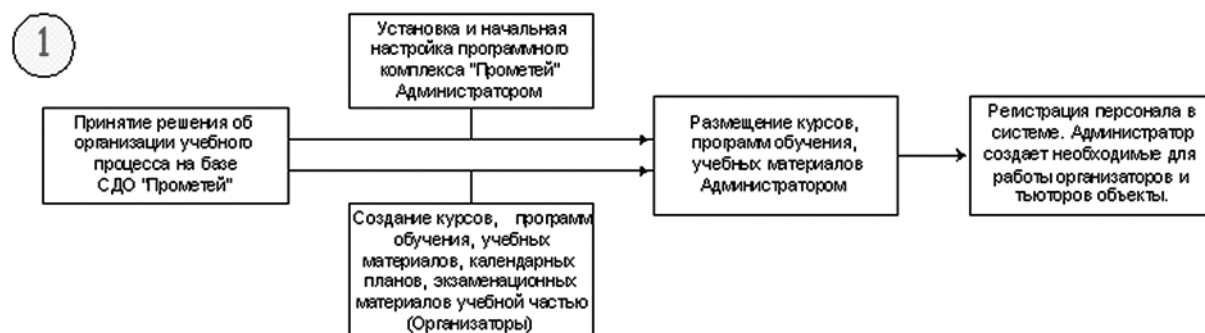 1
Установка и начальная
настройка программного
комплекса "Прометей"
Администратором
Принятие решения об
организации учебного
процесса на базе
СДО "Прометей"
Создание курсов, программ
обучения, учебных
материалов, календарных
планов, экзаменационных
материалов учебной частью
(Организаторы)
Размещение курсов,
программ обучения,
учебных материалов
Администратором
Регистрация персонала в
системе. Администратор
создает необходимые для
работы организаторов и
тьюторов объекты.